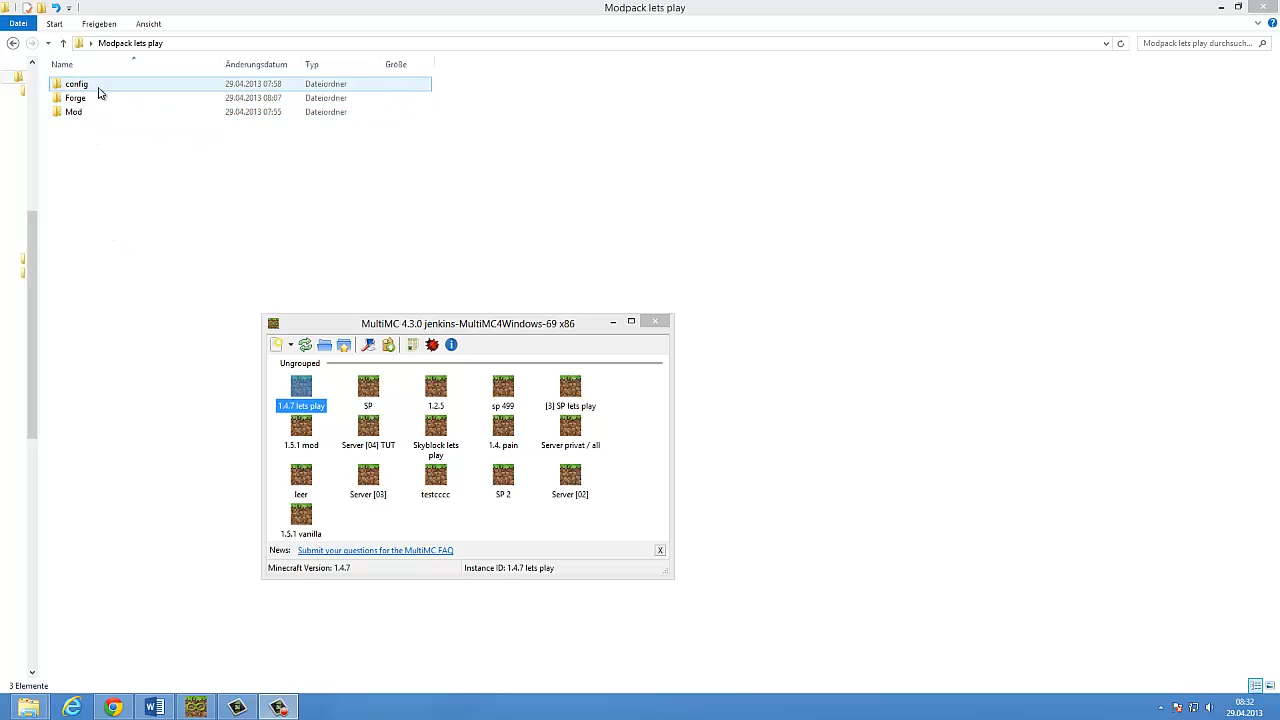 Modpack lets play
Datei Start Freigeben Ansicht
Modpack lets play Modpack lets play durchsuch...
Name Änderungsdatum Typ Größe
config 29.04.2013 07:58 Dateiordner
Forge 29.04.2013 08:07 Dateiordner
Mod 29.04.2013 07:55 Dateiordner
MultiMC 4.3.0 jenkins-MultiMC4Windows-69 x86
Ungrouped
1.4.7 lets play SP 1.2.5 sp 499 [3] SP lets play
1.5.1 mod Server [04] TUT Skyblock lets play 1.4. pain Server privat / all
leer Server [03] testcccc SP 2 Server [02]
1.5.1 vanilla
News: Submit your questions for the MultiMC FAQ X
Minecraft Version: 1.4.7 Instance ID: 1.4.7 lets play
3 Elemente
08:32
29.04.2013